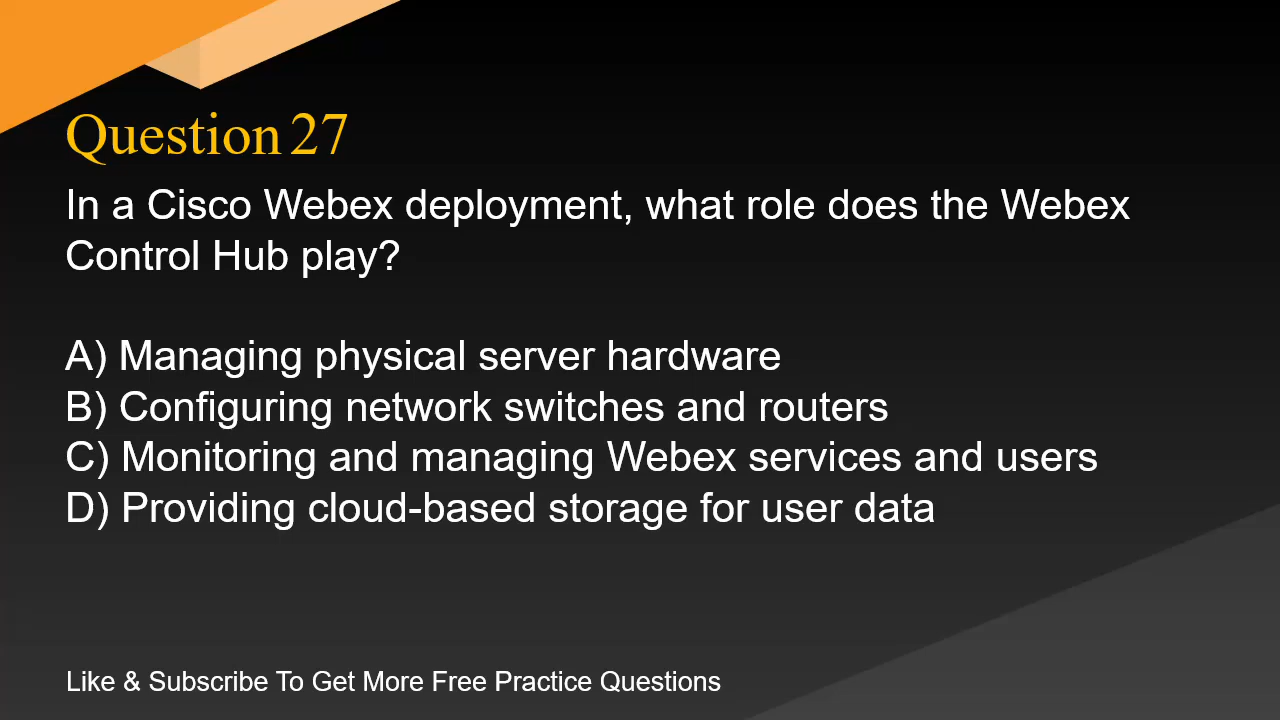 Question 27
In a Cisco Webex deployment, what role does the Webex
Control Hub play?
A) Managing physical server hardware
B) Configuring network switches and routers
C) Monitoring and managing Webex services and users
D) Providing cloud-based storage for user data
Like & Subscribe To Get More Free Practice Questions